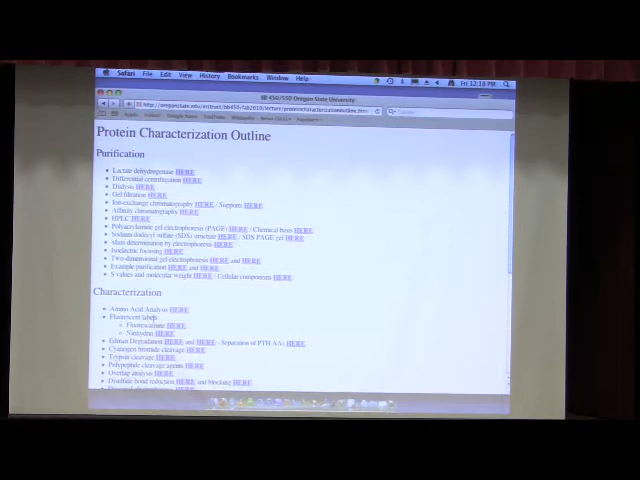 Safari File Edit View History Bookmarks Window Help Fri 12:18 PM
BB 450/550 Oregon State University
Protein Characterization Outline
Purification
Lactate dehydrogenase HERE
Differential centrifugation HERE
Dialysis HERE
Gel filtration HERE
Ion-exchange chromatography HERE / Supports HERE
Affinity chromatography HERE
HPLC HERE
Polyacrylamide gel electrophoresis (PAGE) HERE / Chemical basis HERE
Sodium dodecyl sulfate (SDS) structure HERE / SDS PAGE gel HERE
Mass determination by electrophoresis HERE
Isoelectric focusing HERE
Two-dimensional gel electrophoresis HERE and HERE
Example purification HERE and HERE
S values and molecular weight HERE / Cellular components HERE
Characterization
Amino Acid Analysis HERE
Fluorescent labels
HERE
Ninhydrin HERE
Edman Degradation HERE and HERE - Separation of PTH AAs HERE
Cyanogen bromide cleavage HERE
Trypsin cleavage HERE
Polypeptide cleavage agents HERE
Overlap analysis HERE
Disulfide bond reduction HERE and blocking HERE